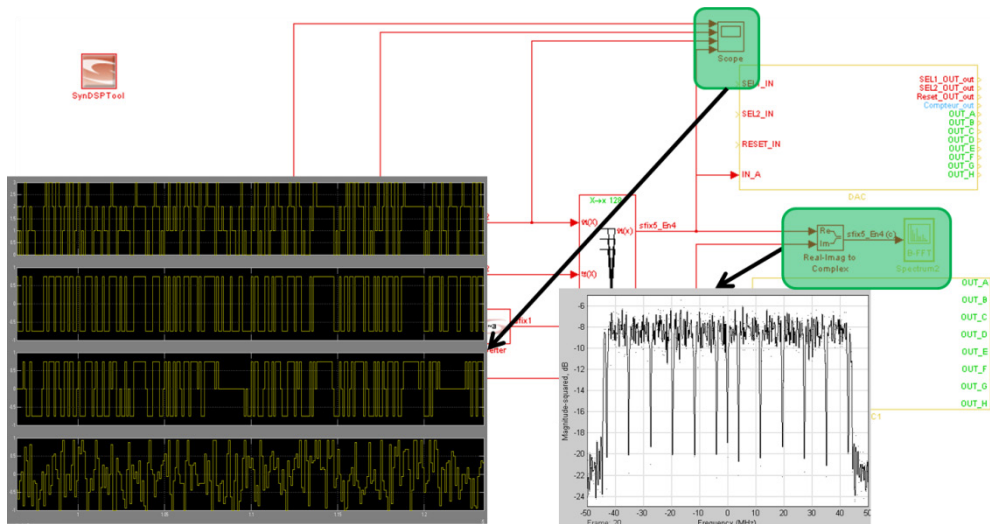 Scope
SynDSPTool
SEL1_IN
SEL2_IN
RESET_IN
IN_A
SEL1_OUT_out
SEL2_OUT_out
Reset_OUT_out
Compteur_out
OUT_A
OUT_B
OUT_C
OUT_D
OUT_E
OUT_F
OUT_G
OUT_H
DAC
X→x 128
sfix5_En4
Re
Im
sfix5_En4 (c)
B-FFT
Real-Imag to
Complex
Spectrum2
OUT_A
OUT_B
OUT_C
OUT_D
OUT_E
OUT_F
OUT_G
OUT_H
C1
Magnitude-squared, dB
-6
-8
-10
-12
-14
-16
-18
-20
-22
-24
-50
-40
-30
-20
-10
0
10
20
30
40
Frame: 20
Frequency (MHz)